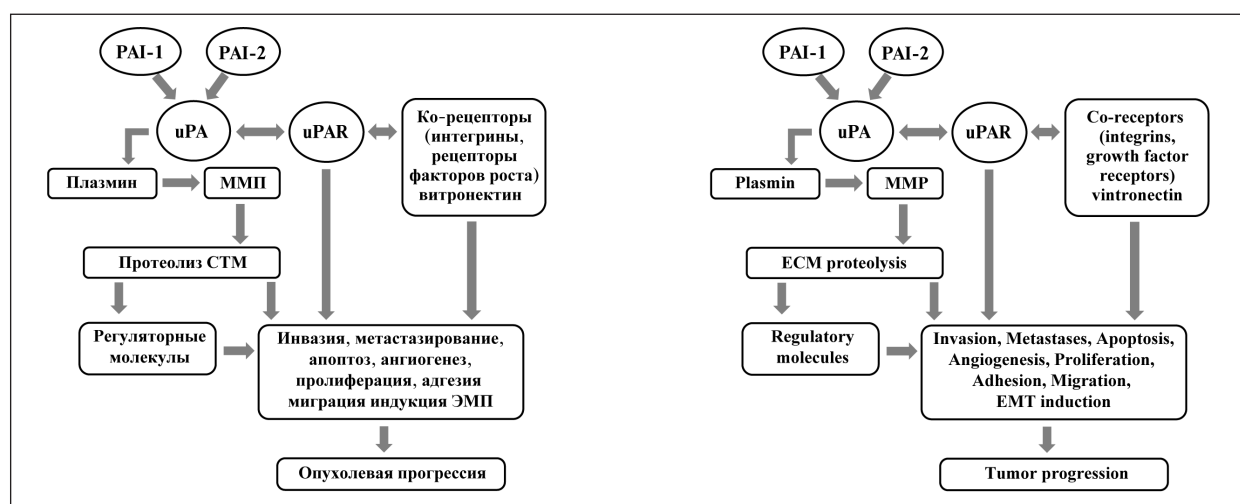 PAI-1
PAI-2
uPA
uPAR
Ко-рецепторы
(интегрины,
рецепторы
факторов роста)
витронектин
Плазмин
ММП
Протеолиз СТМ
Регуляторные
молекулы
Инвазия, метастазирование,
апоптоз, ангиогенез,
пролиферация, адгезия
миграция индукция ЭМП
Опухолевая прогрессия
PAI-1
PAI-2
uPA
uPAR
Co-receptors
(integrins,
growth factor
receptors)
vintronectin
Plasmin
MMP
ECM proteolysis
Regulatory
molecules
Invasion, Metastases, Apoptosis,
Angiogenesis, Proliferation,
Adhesion, Migration,
EMT induction
Tumor progression